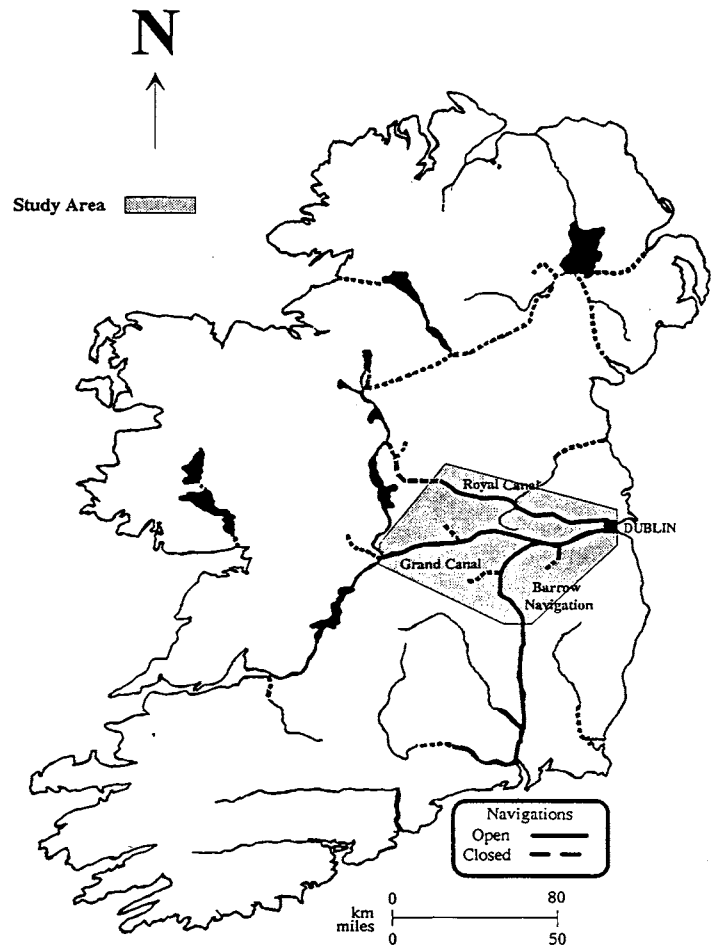 N
Study Area
Royal Canal
DUBLIN
Grand Canal
Barrow
Navigation
Navigations
Open
Closed
0 80
km
miles
0 50